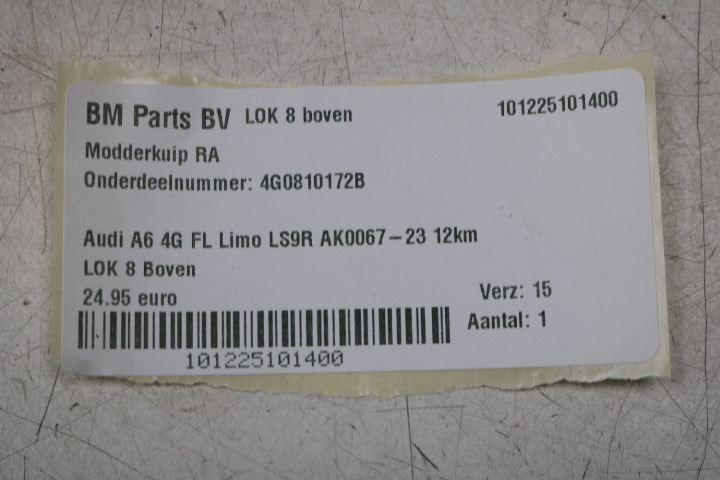 BM Parts BV LOK 8 boven 101225101400
Modderkuip RA
Onderdeelnummer: 4G0810172B
Audi A6 4G FL Limo LS9R AK0067-23 12km
LOK 8 Boven
24.95 euro Verz: 15
Aantal: 1
101225101400